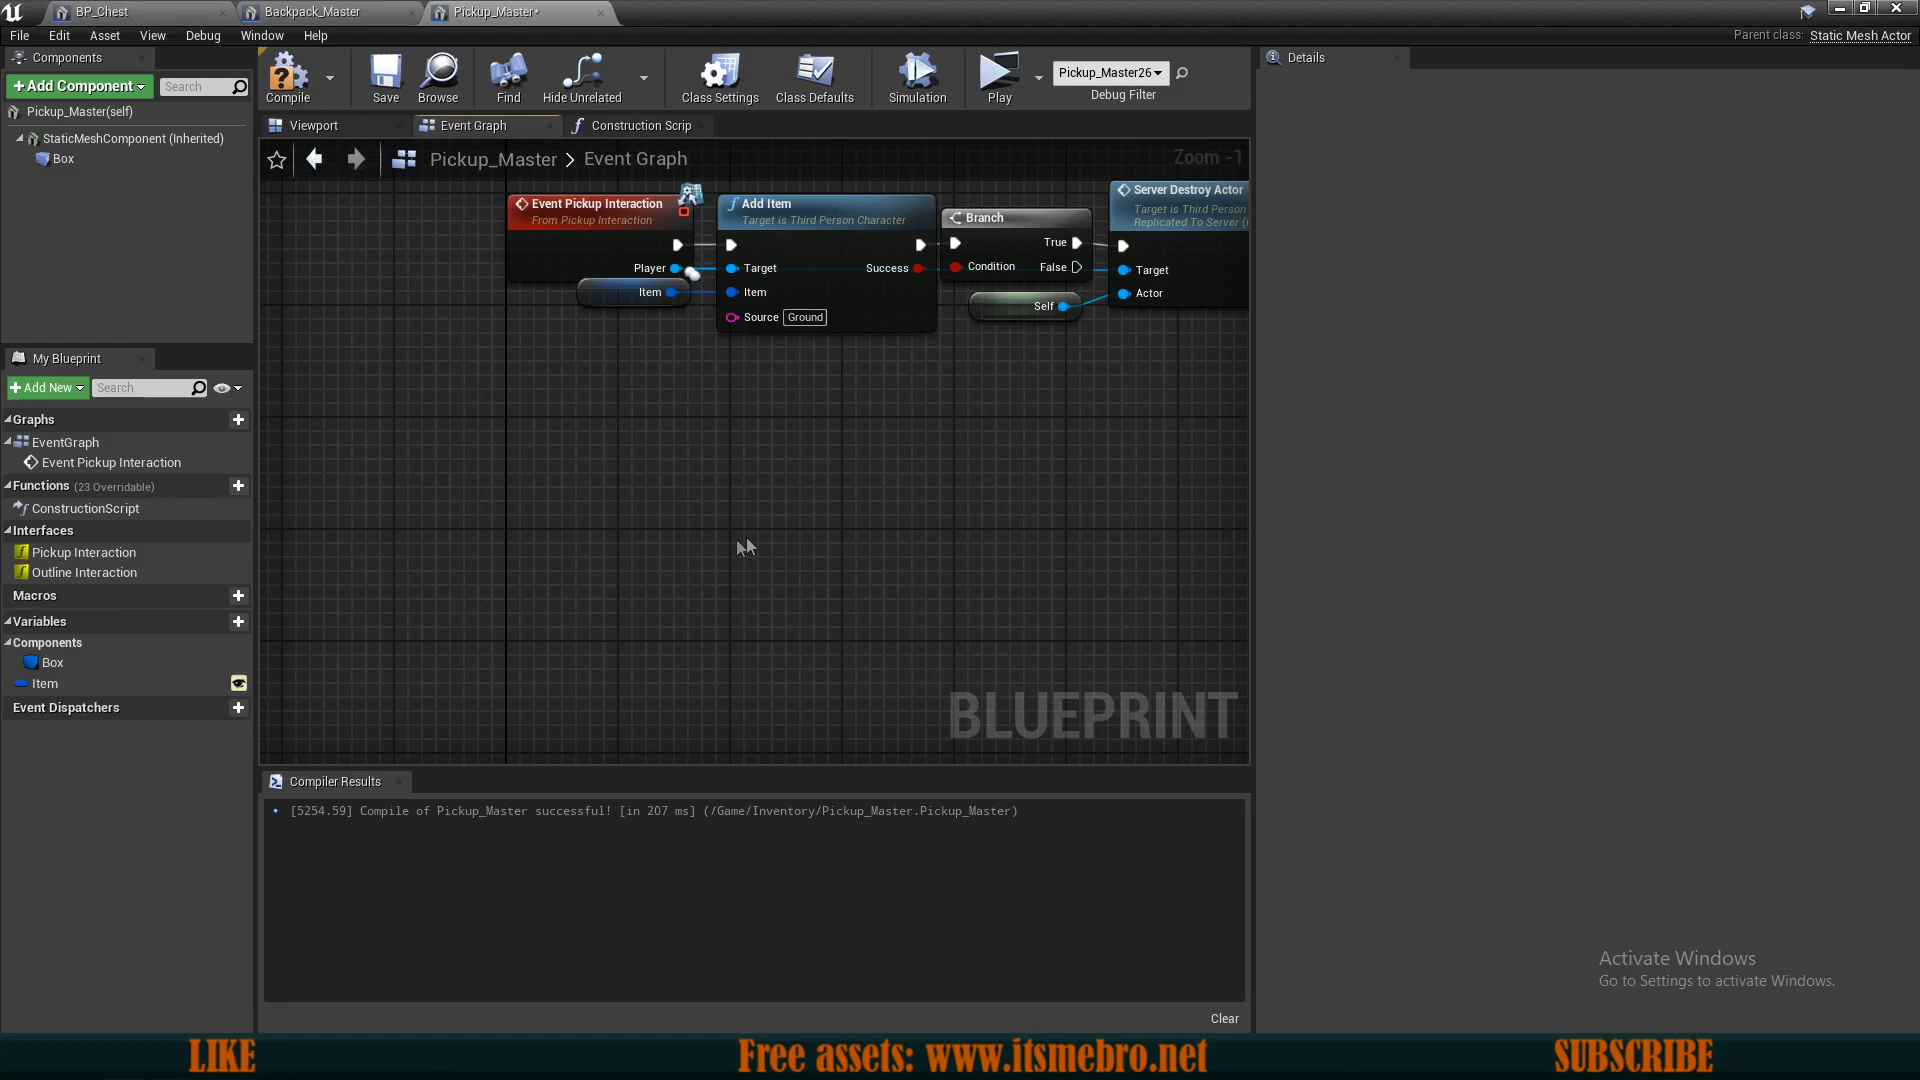 BP_Chest
Backpack_Master
Pickup_Master*
File Edit Asset View Debug Window Help
Parent class: Static Mesh Actor
Components
+Add Component
Search
Pickup_Master(self)
StaticMeshComponent (Inherited)
Box
Compile
Save
Browse
Find
Hide Unrelated
Class Settings
Class Defaults
Simulation
Play
Pickup_Master26
Debug Filter
Details
Viewport
Event Graph
Construction Scrip
Pickup_Master > Event Graph
Zoom -1
Event Pickup Interaction
From Pickup Interaction
Player
Item
Add Item
Target is Third Person Character
Target
Success
Item
Source Ground
Branch
True
Condition
False
Self
Server Destroy Actor
Target is Third Person
Replicated To Server (
Target
Actor
BLUEPRINT
My Blueprint
+Add New
Search
Graphs
EventGraph
Event Pickup Interaction
Functions (23 Overridable)
ConstructionScript
Interfaces
Pickup Interaction
Outline Interaction
Macros
Variables
Components
Box
Item
Event Dispatchers
Compiler Results
[5254.59] Compile of Pickup_Master successful! [in 207 ms] (/Game/Inventory/Pickup_Master.Pickup_Master)
Clear
Activate Windows
Go to Settings to activate Windows.
LIKE
Free assets: www.itsmebro.net
SUBSCRIBE